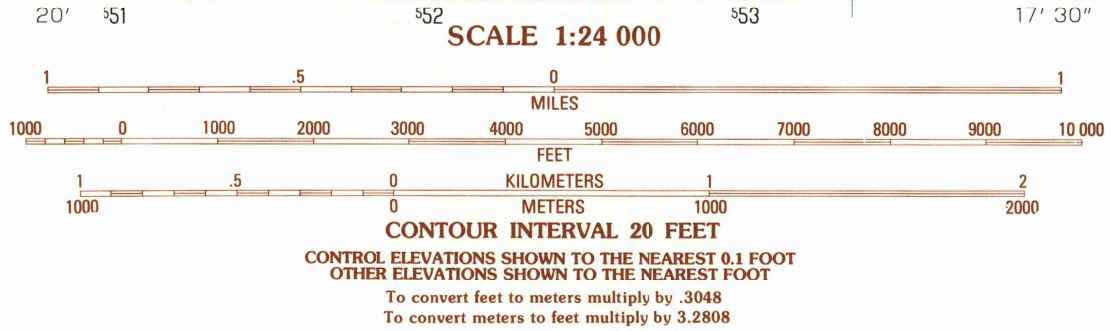 20' ⁵51 ⁵52 ⁵53 17' 30"
SCALE 1:24 000
1 .5 0 1
MILES
1000 0 1000 2000 3000 4000 5000 6000 7000 8000 9000 10 000
FEET
1 .5 0 KILOMETERS 1 2
1000 0 METERS 1000 2000
CONTOUR INTERVAL 20 FEET
CONTROL ELEVATIONS SHOWN TO THE NEAREST 0.1 FOOT
OTHER ELEVATIONS SHOWN TO THE NEAREST FOOT
To convert feet to meters multiply by .3048
To convert meters to feet multiply by 3.2808